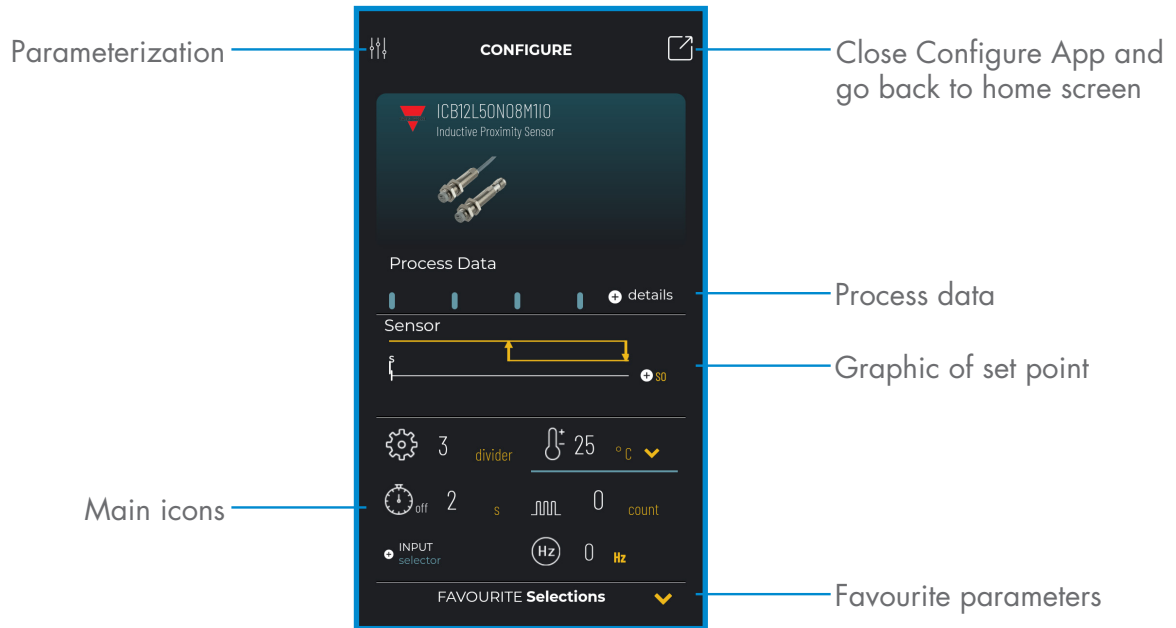 Parameterization
CONFIGURE
Close Configure App and
go back to home screen
ICB12L50N08M1IO
Inductive Proximity Sensor
Process Data
details
Process data
Sensor
s
so
Graphic of set point
3 divider
25 °C
off 2 s
0 count
Main icons
INPUT
selector
Hz 0 Hz
FAVOURITE Selections
Favourite parameters